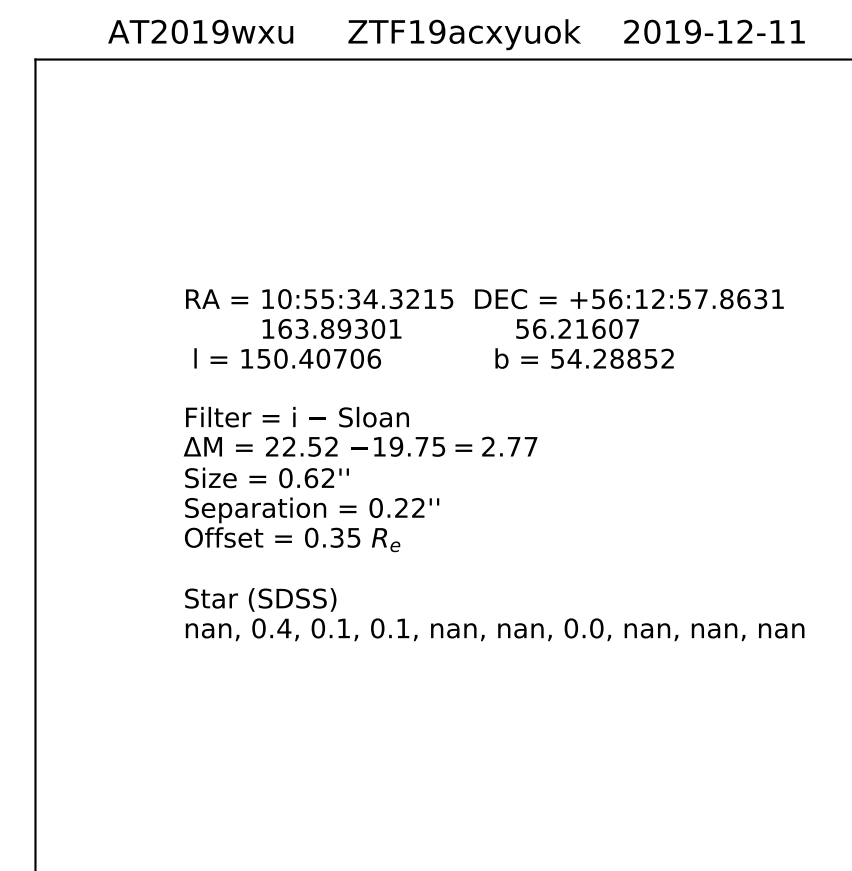 AT2019wxu ZTF19acxyuok 2019-12-11
RA = 10:55:34.3215 DEC = +56:12:57.8631
163.89301 56.21607
l = 150.40706 b = 54.28852
Filter = i − Sloan
ΔM = 22.52 −19.75 = 2.77
Size = 0.62''
Separation = 0.22''
Offset = 0.35 Re
Star (SDSS)
nan, 0.4, 0.1, 0.1, nan, nan, 0.0, nan, nan, nan